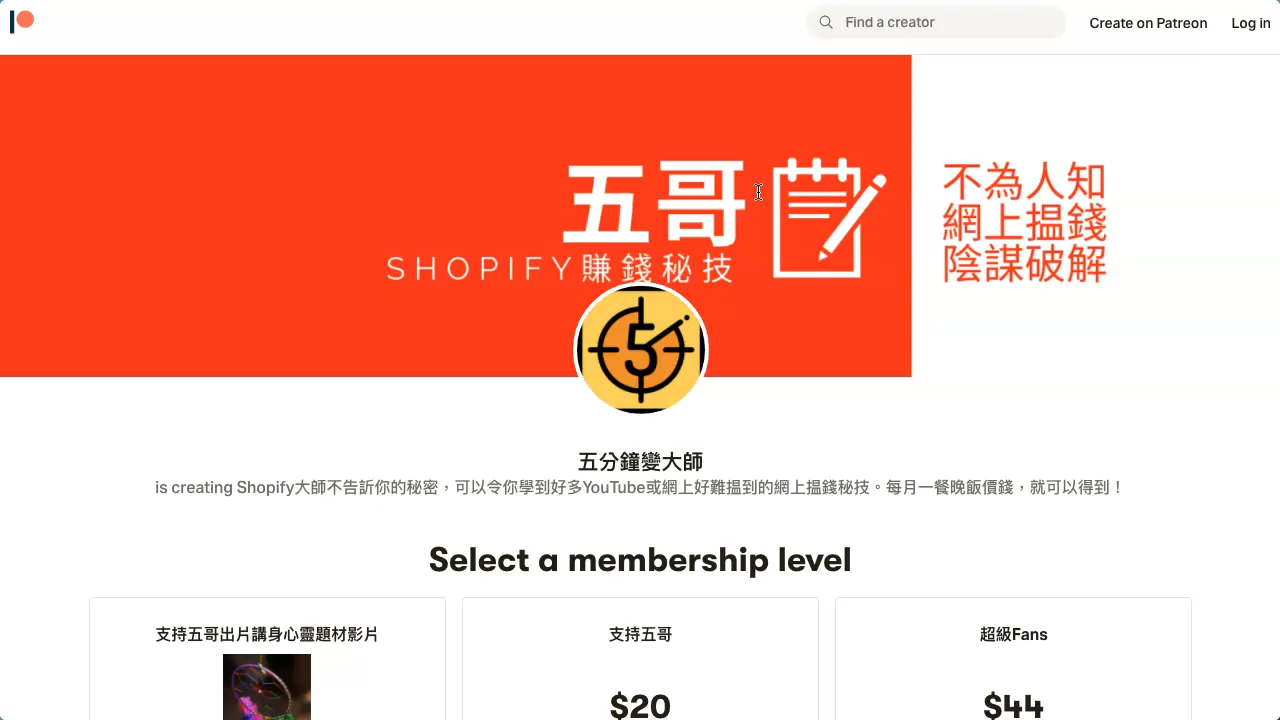 Find a creator
Create on Patreon
Log in
五哥
SHOPIFY賺錢秘技
不為人知
網上搵錢
陰謀破解
5
五分鐘變大師
is creating Shopify大師不告訴你的秘密，可以令你學到好多YouTube或網上好難搵到的網上搵錢秘技。每月一餐晚飯價錢，就可以得到！
Select a membership level
支持五哥出片講身心靈題材影片
支持五哥
超級Fans
$20
$44